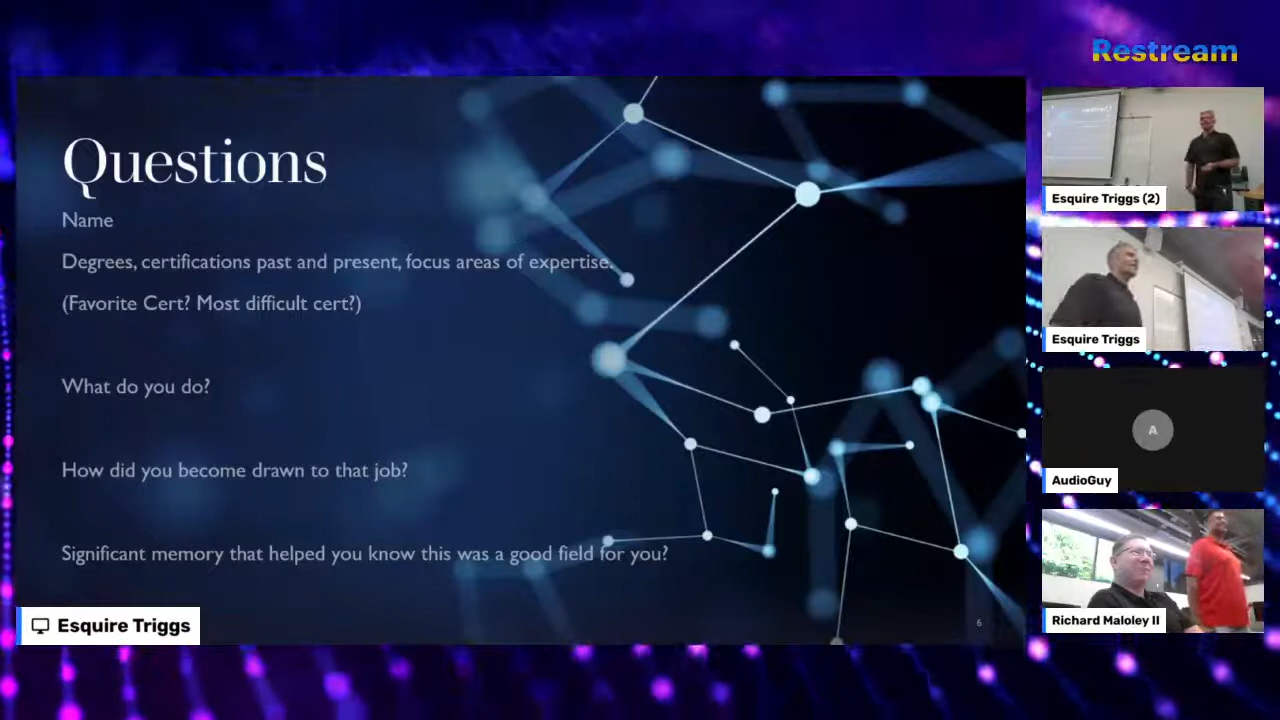 Restream
Questions
Name
Degrees, certifications past and present, focus areas of expertise.
(Favorite Cert? Most difficult cert?)
What do you do?
How did you become drawn to that job?
Significant memory that helped you know this was a good field for you?
6
Esquire Triggs
Esquire Triggs (2)
Esquire Triggs
A
AudioGuy
Richard Maloley II